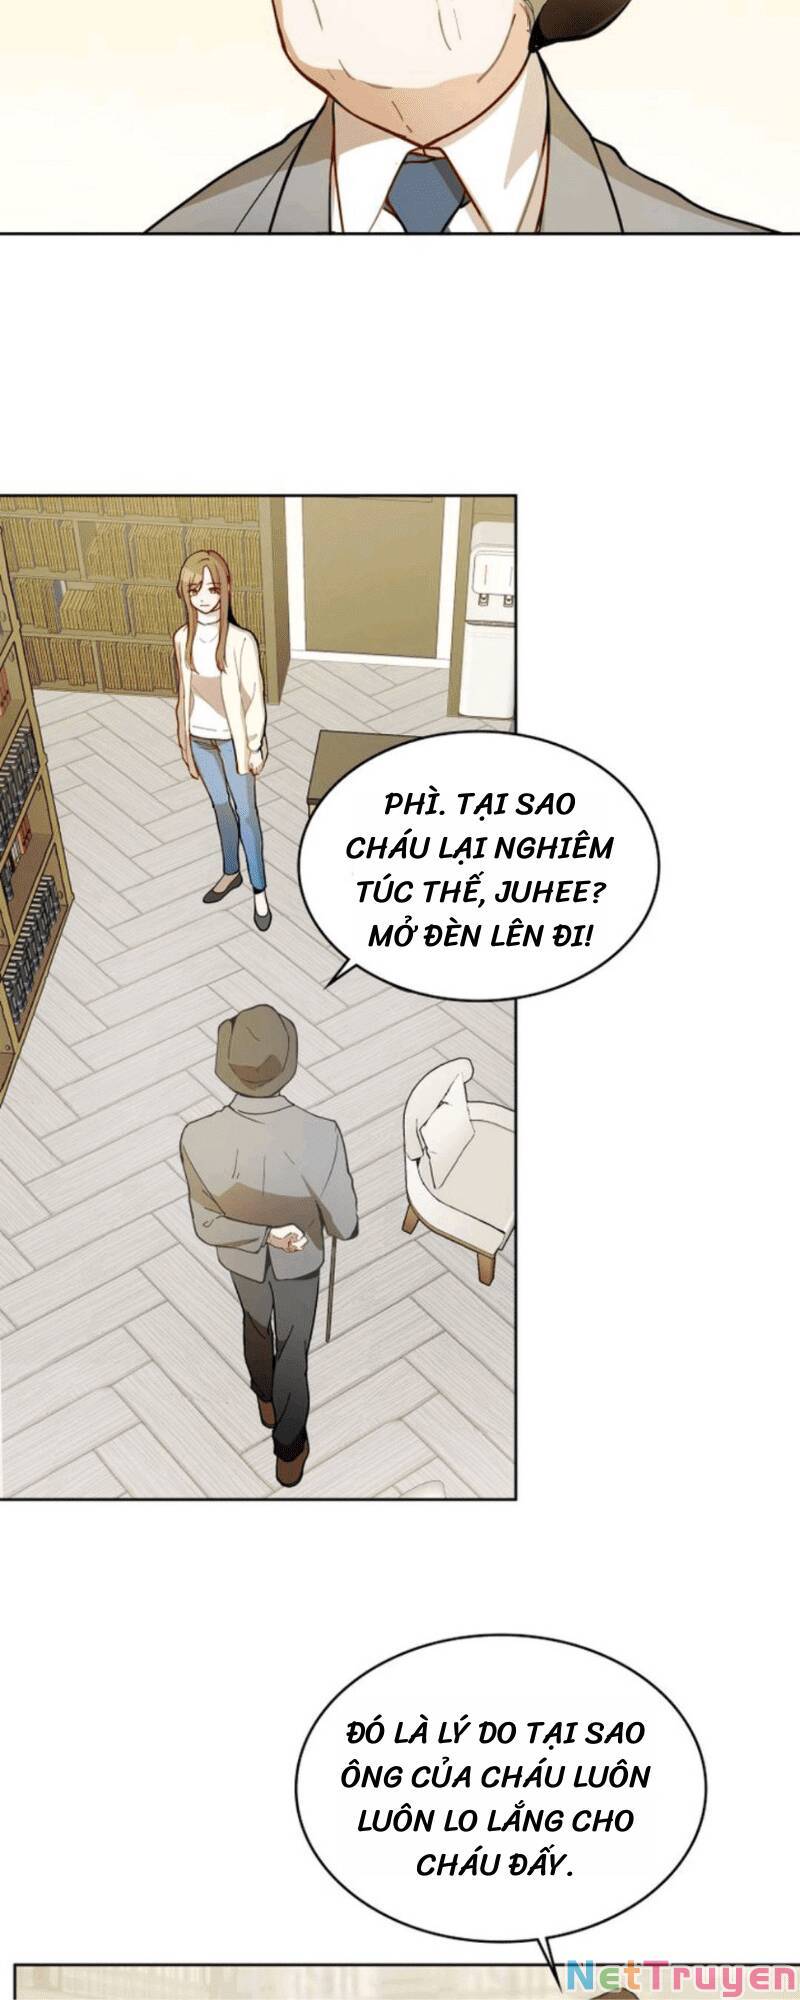 PHÌ. TẠI SAO
CHÁU LẠI NGHIÊM
TÚC THẾ, JUHEE?
MỞ ĐÈN LÊN ĐI!
ĐÓ LÀ LÝ DO TẠI SAO
ÔNG CỦA CHÁU LUÔN
LUÔN LO LẮNG CHO
CHÁU ĐẤY.
NETTRUYEN